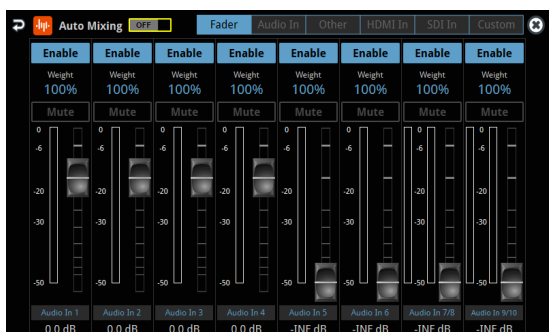 Auto Mixing OFF Fader Audio In Other HDMI In SDI In Custom
Enable Enable Enable Enable Enable Enable Enable Enable
Weight Weight Weight Weight Weight Weight Weight Weight
100% 100% 100% 100% 100% 100% 100% 100%
Mute Mute Mute Mute Mute Mute Mute Mute
0 0 0 0 0 0 0 0
-6 -6 -6 -6 -6 -6 -6 -6
-20 -20 -20 -20 -20 -20 -20 -20
-30 -30 -30 -30 -30 -30 -30 -30
-50 -50 -50 -50 -50 -50 -50 -50
Audio In 1 Audio In 2 Audio In 3 Audio In 4 Audio In 5 Audio In 6 Audio In 7/8 Audio In 9/10
0.0 dB 0.0 dB 0.0 dB 0.0 dB -INF dB -INF dB -INF dB -INF dB